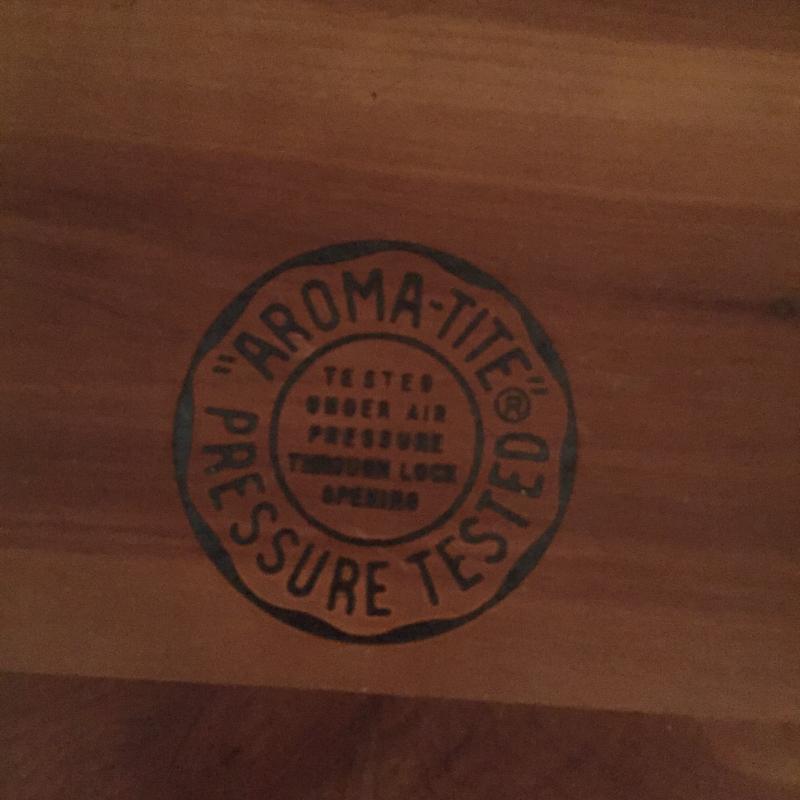 "AROMA-TITE"®
PRESSURE TESTED
TESTED
UNDER AIR
PRESSURE
THROUGH LOCK
OPENING